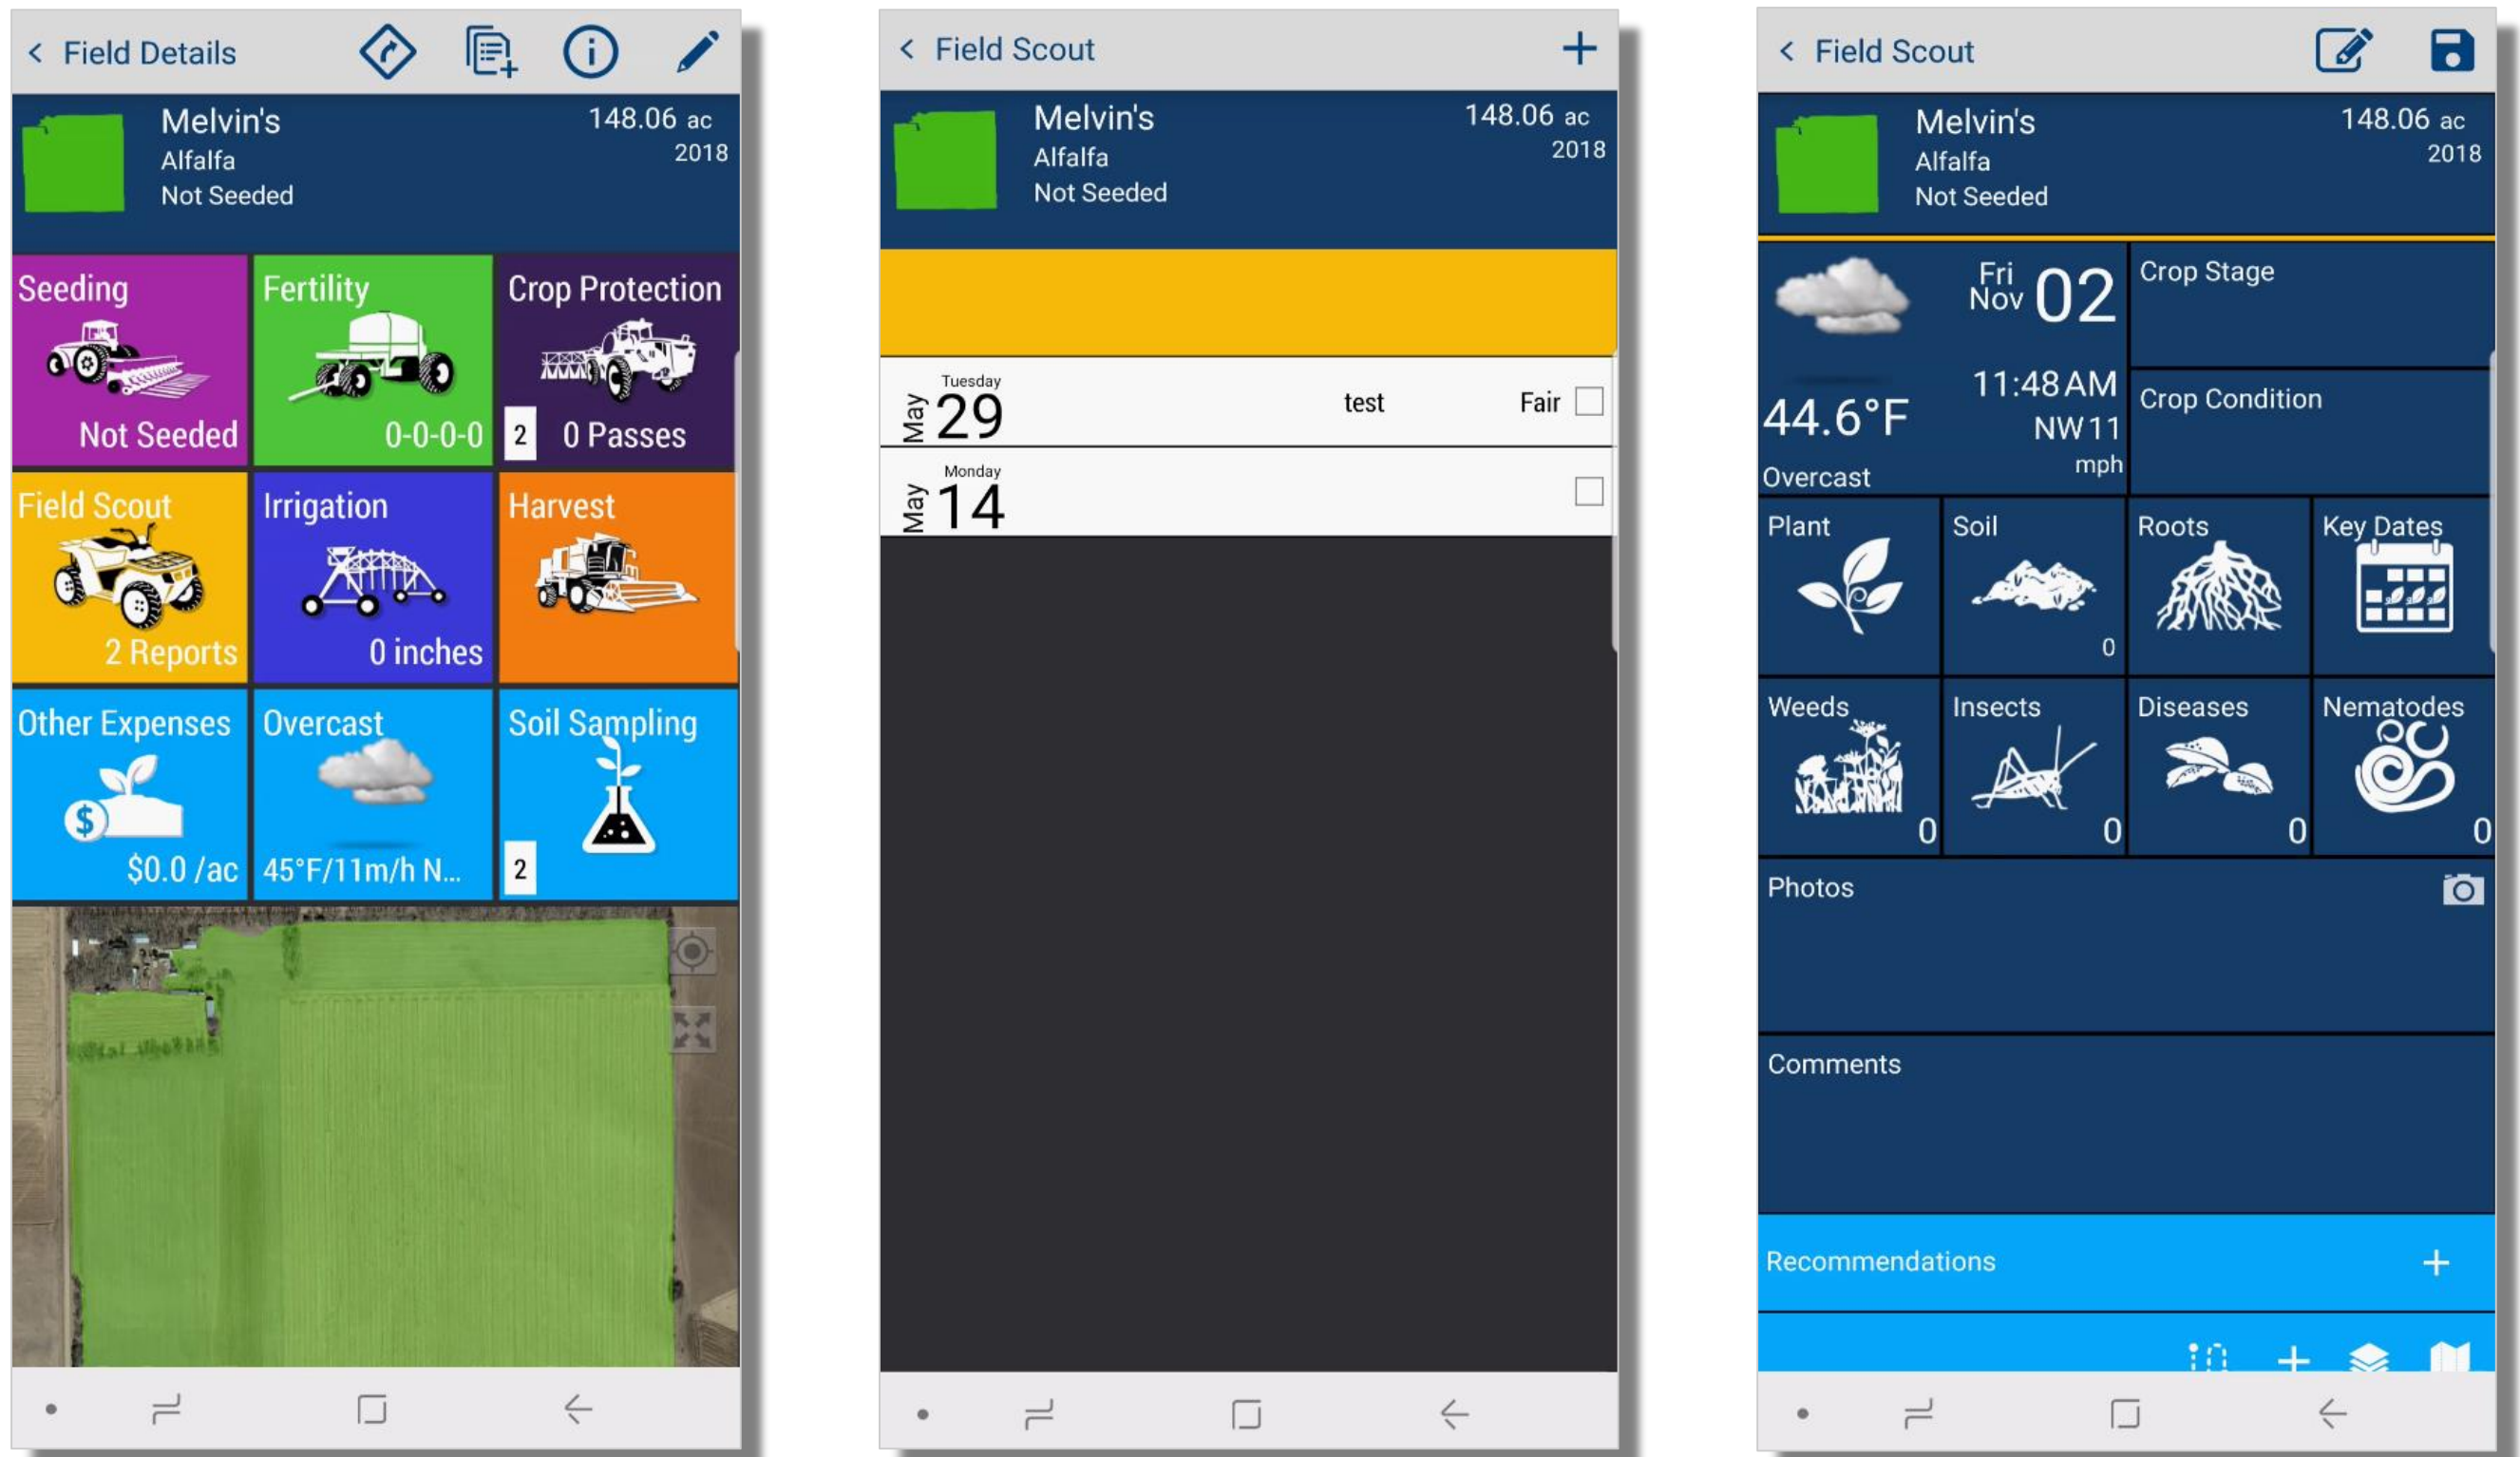 < Field Details
Melvin's
148.06 ac
Alfalfa
2018
Not Seeded
Seeding
Fertility
Crop Protection
Not Seeded
0-0-0-0
2
0 Passes
Field Scout
Irrigation
Harvest
2 Reports
0 inches
Other Expenses
Overcast
Soil Sampling
$0.0 /ac
45°F/11m/h N...
2
< Field Scout
+
Melvin's
148.06 ac
Alfalfa
2018
Not Seeded
Tuesday
May
29
test
Fair
Monday
May
14
< Field Scout
Melvin's
148.06 ac
Alfalfa
2018
Not Seeded
Fri
Nov
02
Crop Stage
11:48 AM
Crop Condition
44.6°F
NW 11
mph
Overcast
Plant
Soil
Roots
Key Dates
0
Weeds
Insects
Diseases
Nematodes
0
0
0
0
Photos
Comments
Recommendations
+